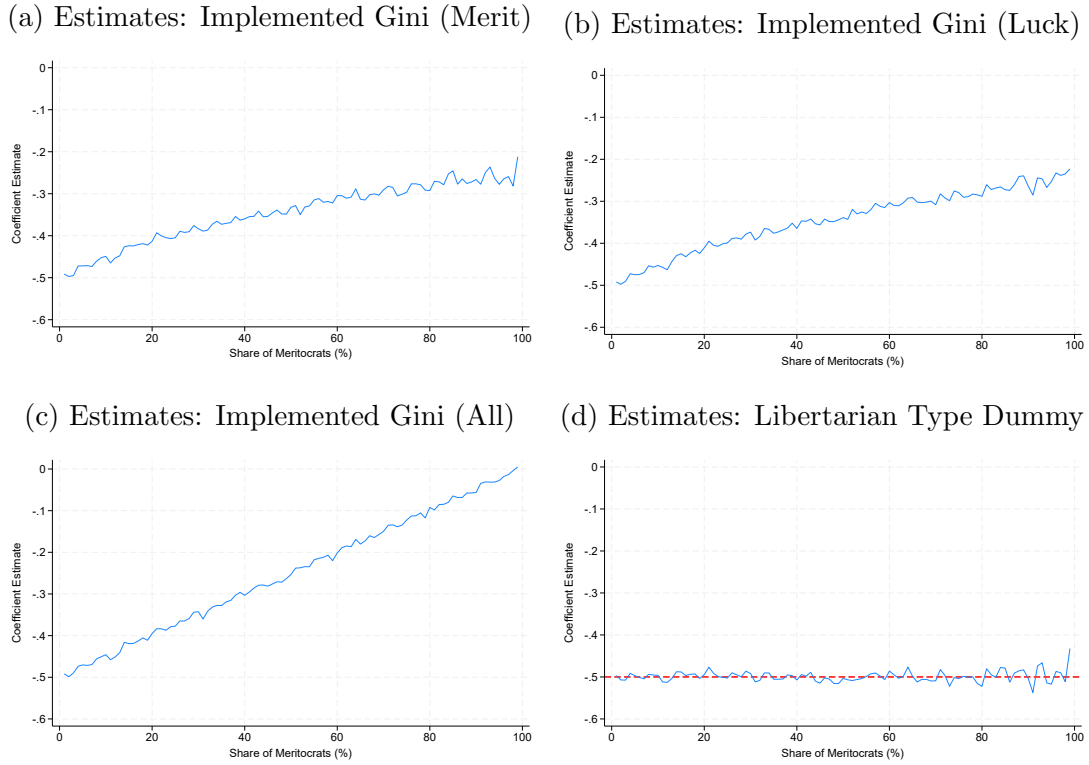 (a) Estimates: Implemented Gini (Merit)
0
-.1
-.2
-.3
-.4
-.5
-.6
Coefficient Estimate
0 20 40 60 80 100
Share of Meritocrats (%)
(b) Estimates: Implemented Gini (Luck)
0
-.1
-.2
-.3
-.4
-.5
-.6
Coefficient Estimate
0 20 40 60 80 100
Share of Meritocrats (%)
(c) Estimates: Implemented Gini (All)
0
-.1
-.2
-.3
-.4
-.5
-.6
Coefficient Estimate
0 20 40 60 80 100
Share of Meritocrats (%)
(d) Estimates: Libertarian Type Dummy
0
-.1
-.2
-.3
-.4
-.5
-.6
Coefficient Estimate
0 20 40 60 80 100
Share of Meritocrats (%)